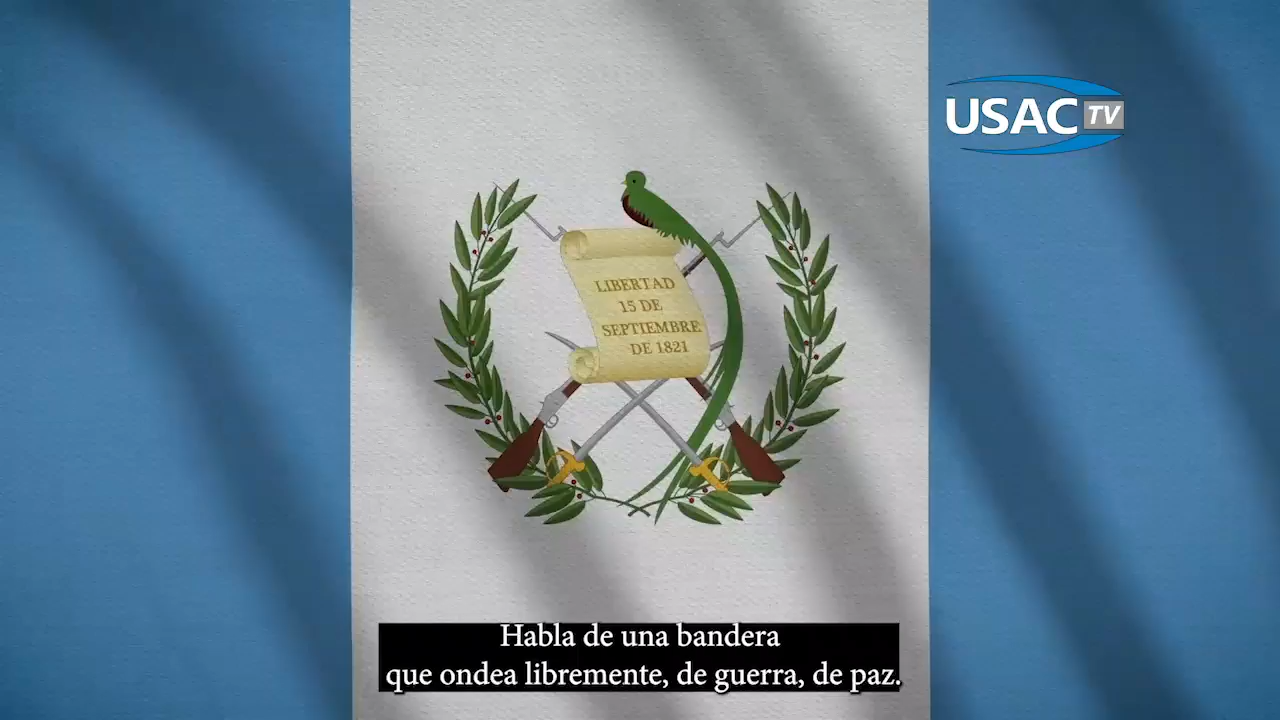 USAC TV
LIBERTAD
15 DE
SEPTIEMBRE
DE 1821
Habla de una bandera
que ondea libremente, de guerra, de paz.